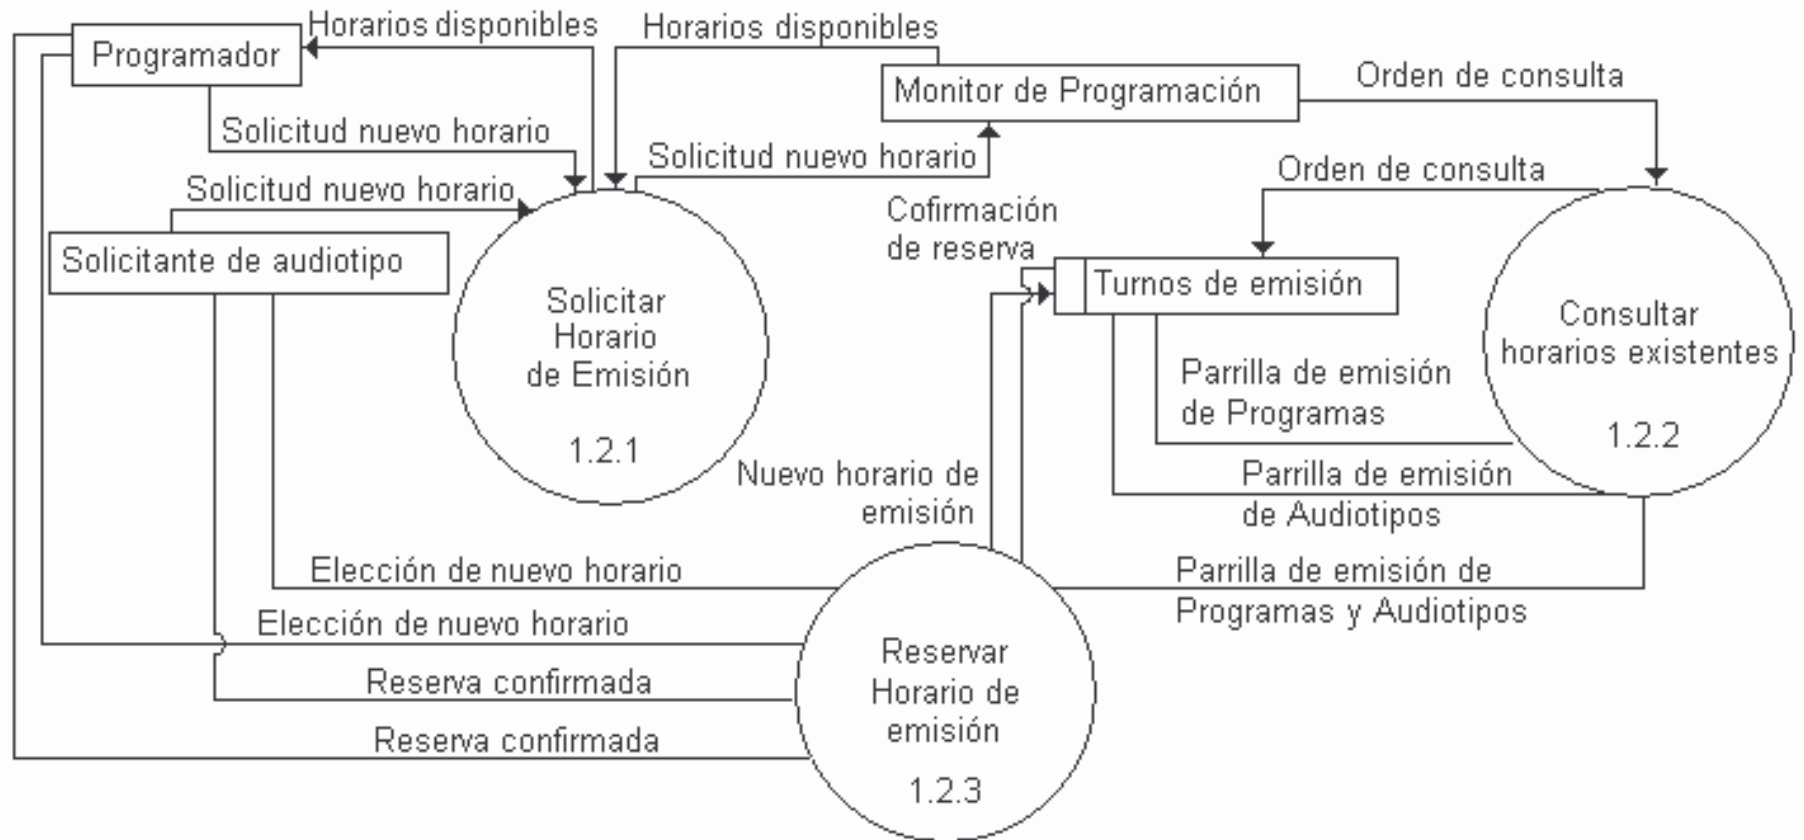 Horarios disponibles
Horarios disponibles
Programador
Monitor de Programación
Orden de consulta
Solicitud nuevo horario
Solicitud nuevo horario
Solicitud nuevo horario
Orden de consulta
Cofirmación
de reserva
Solicitante de audiotipo
Turnos de emisión
Solicitar
Horario
de Emisión
1.2.1
Consultar
horarios existentes
1.2.2
Parrilla de emisión
de Programas
Nuevo horario de
emisión
Parrilla de emisión
de Audiotipos
Elección de nuevo horario
Parrilla de emisión de
Programas y Audiotipos
Elección de nuevo horario
Reservar
Horario de
emisión
1.2.3
Reserva confirmada
Reserva confirmada